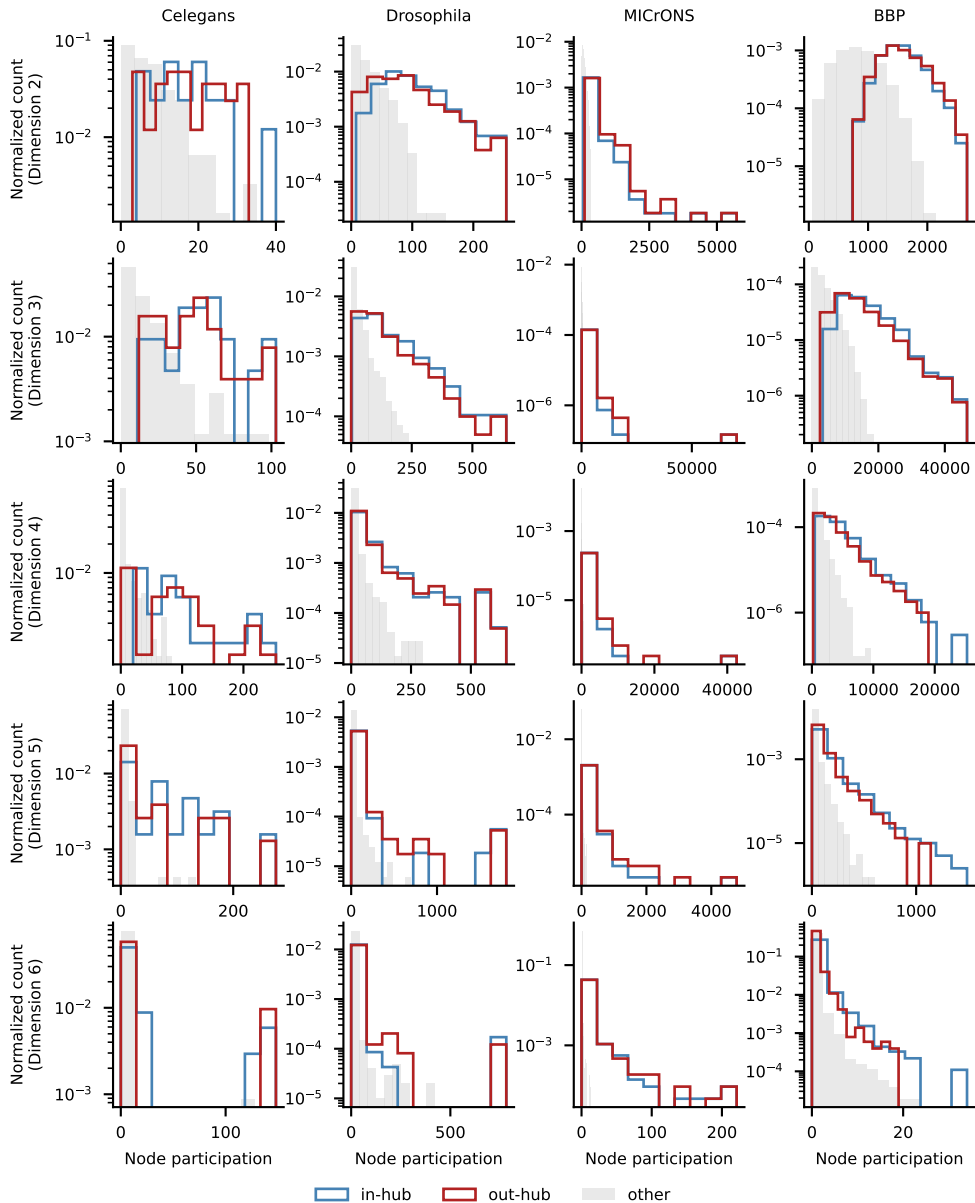 Celegans Drosophila MICrONS BBP
Normalized count
(Dimension 2)
10⁻¹ 10⁻²
0 20 40
10⁻² 10⁻³ 10⁻⁴
0 100 200
10⁻² 10⁻³ 10⁻⁴ 10⁻⁵
0 2500 5000
10⁻³ 10⁻⁴ 10⁻⁵
0 1000 2000
Normalized count
(Dimension 3)
10⁻² 10⁻³
0 50 100
10⁻² 10⁻³ 10⁻⁴
0 250 500
10⁻² 10⁻⁴ 10⁻⁶
0 50000
10⁻⁴ 10⁻⁵ 10⁻⁶
0 20000 40000
Normalized count
(Dimension 4)
10⁻²
0 100 200
10⁻² 10⁻³ 10⁻⁴ 10⁻⁵
0 250 500
10⁻³ 10⁻⁵
0 20000 40000
10⁻⁴ 10⁻⁶
0 10000 20000
Normalized count
(Dimension 5)
10⁻² 10⁻³
0 200
10⁻² 10⁻³ 10⁻⁴ 10⁻⁵
0 1000
10⁻² 10⁻⁴
0 2000 4000
10⁻³ 10⁻⁵
0 1000
Normalized count
(Dimension 6)
10⁻² 10⁻³
0 100
10⁻² 10⁻³ 10⁻⁴ 10⁻⁵
0 500
10⁻¹ 10⁻³
0 100 200
10⁻¹ 10⁻² 10⁻³ 10⁻⁴
0 20
Node participation Node participation Node participation Node participation
in-hub out-hub other